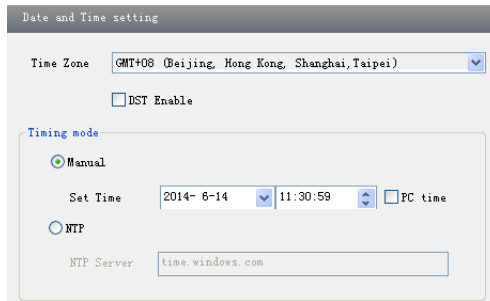 Date and Time setting
Time Zone GMT+08 (Beijing, Hong Kong, Shanghai,Taipei)
DST Enable
Timing mode
Manual
Set Time 2014- 6-14 11:30:59 PC time
NTP
NTP Server time.windows.com